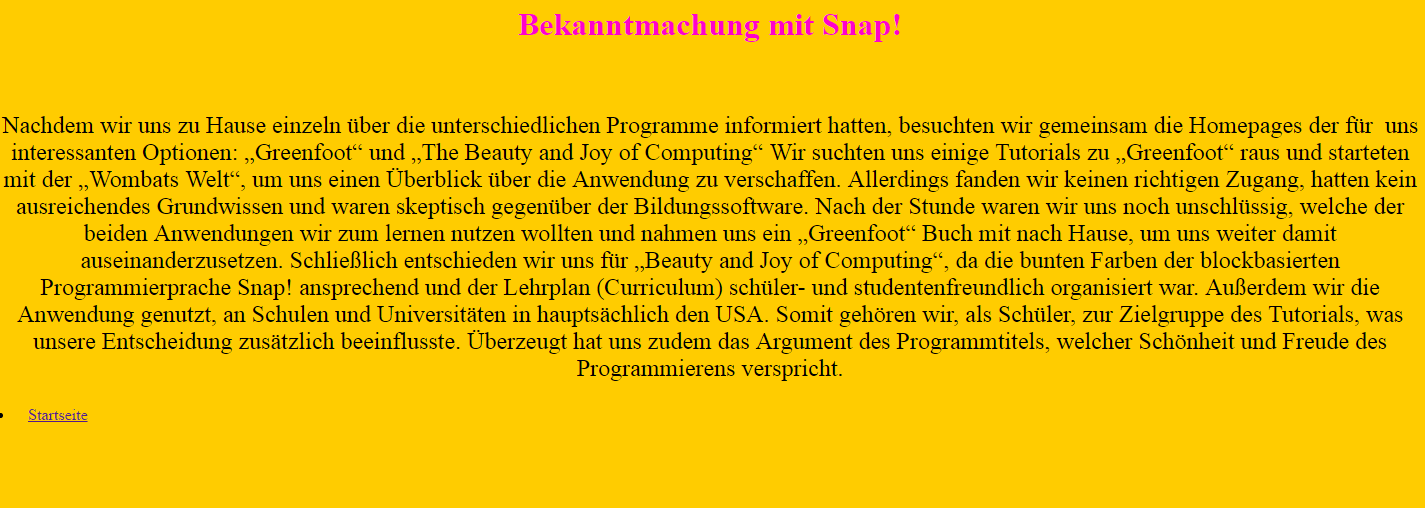 Bekanntmachung mit Snap!
Nachdem wir uns zu Hause einzeln über die unterschiedlichen Programme informiert hatten, besuchten wir gemeinsam die Homepages der für uns
interessanten Optionen: „Greenfoot“ und „The Beauty and Joy of Computing“ Wir suchten uns einige Tutorials zu „Greenfoot“ raus und starteten
mit der „Wombats Welt“, um uns einen Überblick über die Anwendung zu verschaffen. Allerdings fanden wir keinen richtigen Zugang, hatten kein
ausreichendes Grundwissen und waren skeptisch gegenüber der Bildungssoftware. Nach der Stunde waren wir uns noch unschlüssig, welche der
beiden Anwendungen wir zum lernen nutzen wollten und nahmen uns ein „Greenfoot“ Buch mit nach Hause, um uns weiter damit
auseinanderzusetzen. Schließlich entschieden wir uns für „Beauty and Joy of Computing“, da die bunten Farben der blockbasierten
Programmierprache Snap! ansprechend und der Lehrplan (Curriculum) schüler- und studentenfreundlich organisiert war. Außerdem wir die
Anwendung genutzt, an Schulen und Universitäten in hauptsächlich den USA. Somit gehören wir, als Schüler, zur Zielgruppe des Tutorials, was
unsere Entscheidung zusätzlich beeinflusste. Überzeugt hat uns zudem das Argument des Programmtitels, welcher Schönheit und Freude des
Programmierens verspricht.
Startseite